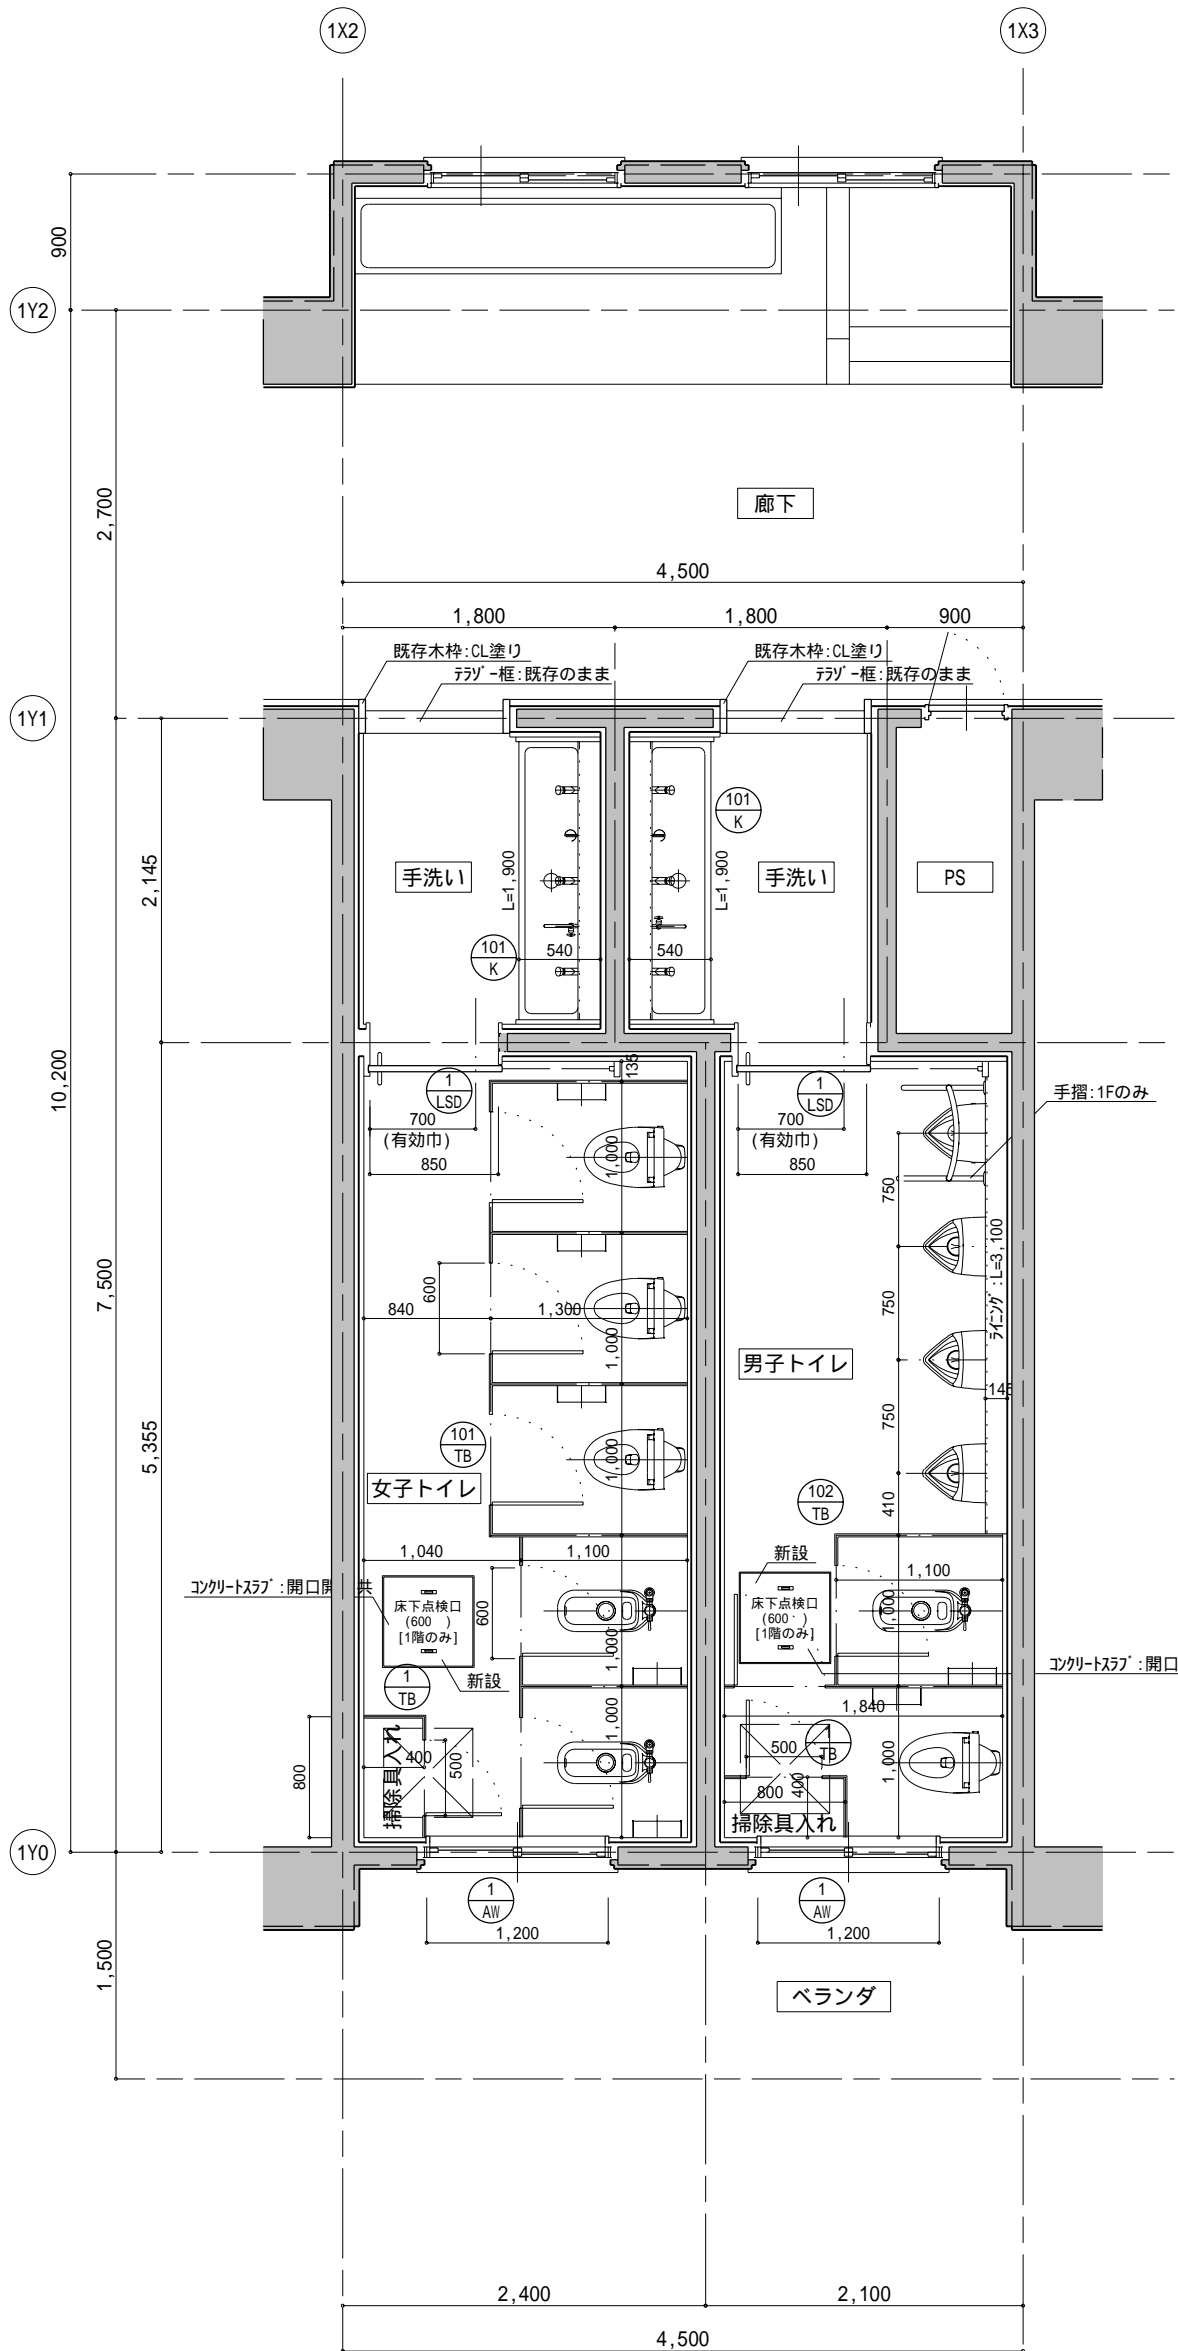 1X2
1X3
900
1Y2
2,700
廊下
4,500
1,800
1,800
900
既存木枠:CL塗り
既存木枠:CL塗り
ﾃﾗｿﾞｰ框:既存のまま
ﾃﾗｿﾞｰ框:既存のまま
1Y1
101
K
101
K
手洗い
手洗い
PS
L=1,900
L=1,900
540
540
2,145
10,200
7,500
5,355
135
1
LSD
1
LSD
手摺:1Fのみ
700
(有効巾)
850
700
(有効巾)
850
1,000
750
ﾗｲﾆﾝｸﾞ:L=3,100
600
840
1,300
1,000
750
男子トイレ
145
101
TB
1,000
750
女子トイレ
102
TB
410
1,040
1,100
新設
1,100
ｺﾝｸﾘｰﾄｽﾗﾌﾞ:開口開 共
床下点検口
(600 )
[1階のみ]
600
床下点検口
(600 )
[1階のみ]
1,000
1,000
新設
ｺﾝｸﾘｰﾄｽﾗﾌﾞ:開口
1
TB
1,840
1,000
800
掃除具入れ
400
500
500
1
TB
1,000
800
400
掃除具入れ
1Y0
1
AW
1
AW
1,200
1,200
1,500
ベランダ
2,400
2,100
4,500